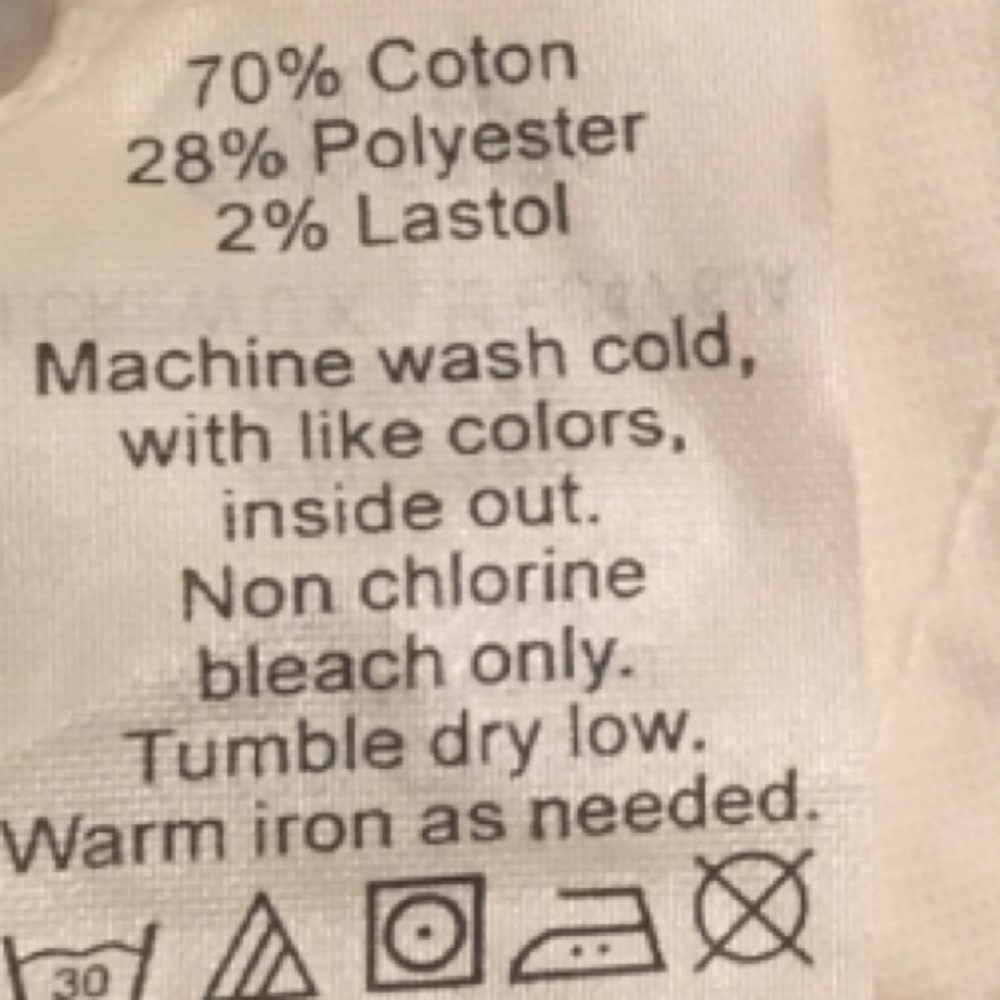 70% Coton
28% Polyester
2% Lastol
Machine wash cold,
with like colors,
inside out.
Non chlorine
bleach only.
Tumble dry low.
Warm iron as needed.
30